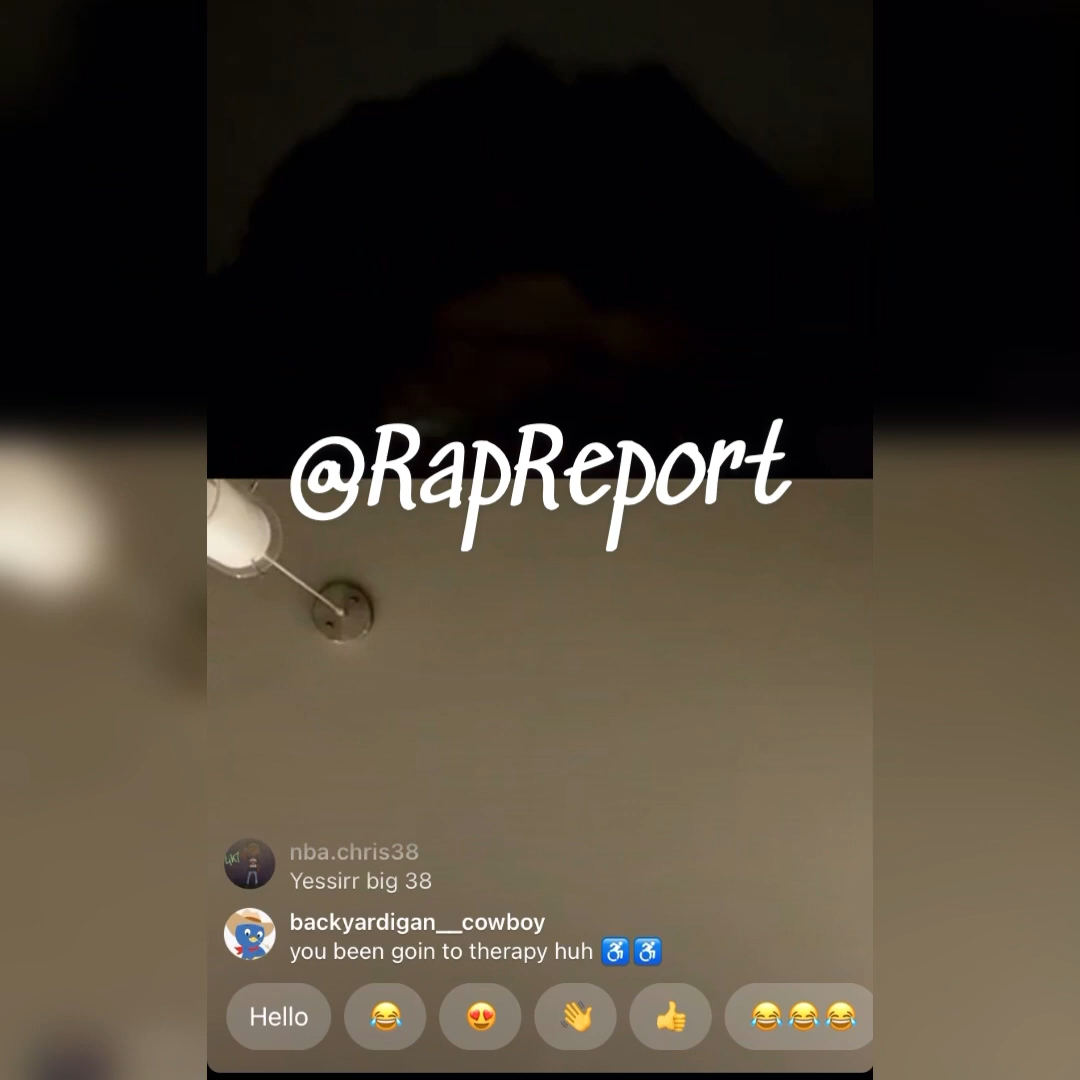 @RapReport
nba.chris38
Yessirr big 38
backyardigan__cowboy
you been goin to therapy huh ♿♿
Hello 😂 😍 👋 👍 😂😂😂